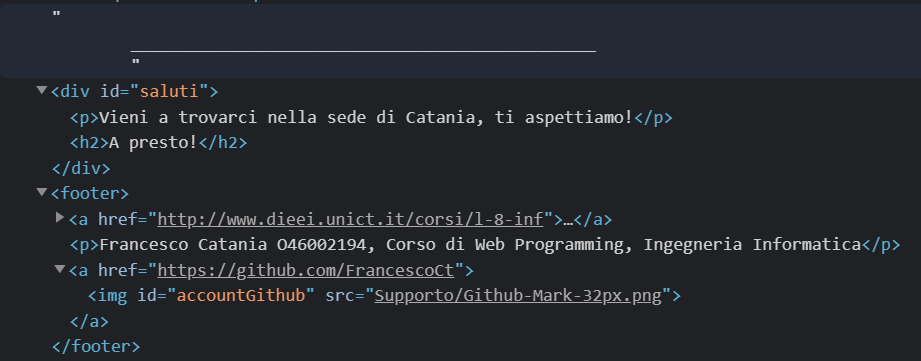 "
________________________________________________
"
<div id="saluti">
<p>Vieni a trovarci nella sede di Catania, ti aspettiamo!</p>
<h2>A presto!</h2>
</div>
<footer>
<a href="http://www.dieei.unict.it/corsi/l-8-inf">…</a>
<p>Francesco Catania O46002194, Corso di Web Programming, Ingegneria Informatica</p>
<a href="https://github.com/FrancescoCt">
<img id="accountGithub" src="Supporto/Github-Mark-32px.png">
</a>
</footer>